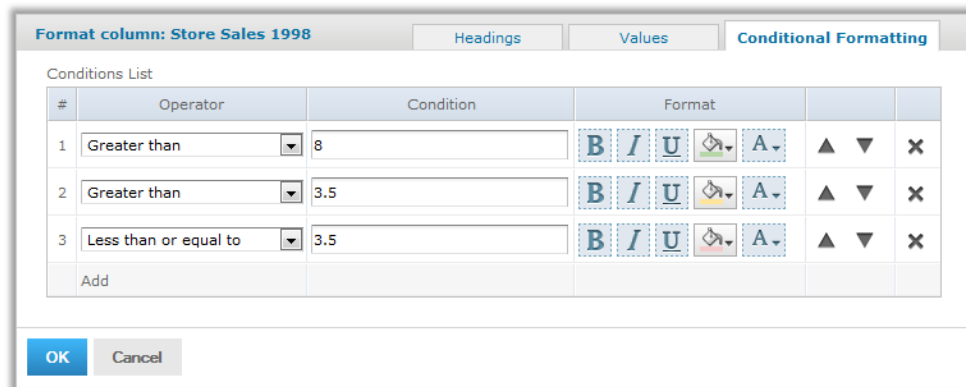 Format column: Store Sales 1998 Headings Values Conditional Formatting
Conditions List
# Operator Condition Format
1 Greater than 8 B I U A
2 Greater than 3.5 B I U A
3 Less than or equal to 3.5 B I U A
Add
OK Cancel